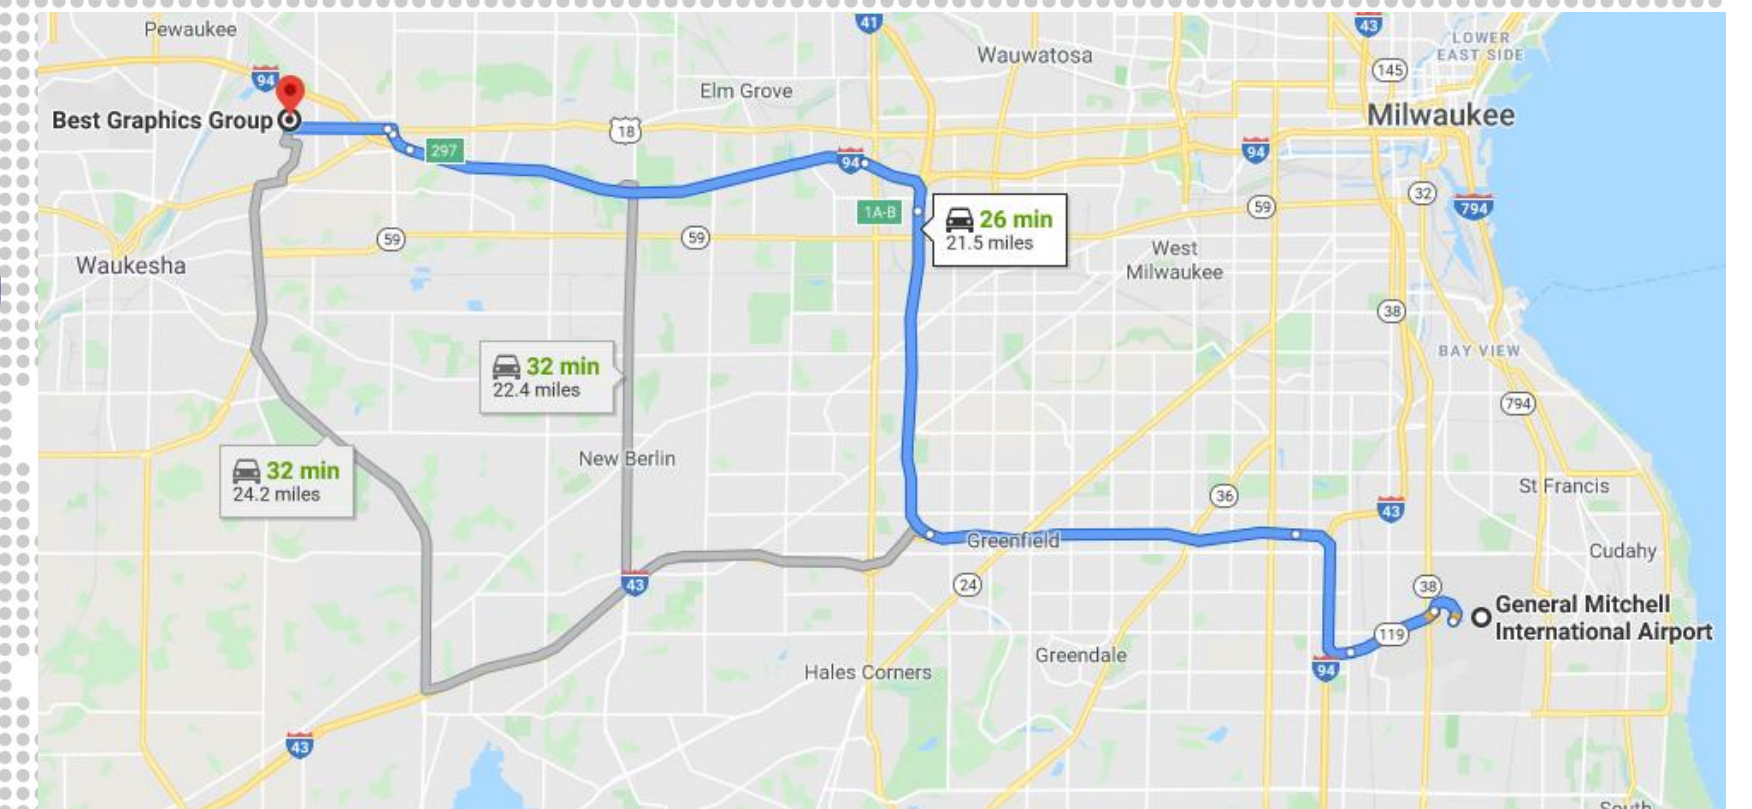 41
43
Pewaukee
LOWER
EAST SIDE
Wauwatosa
145
94
Elm Grove
Milwaukee
Best Graphics Group
18
297
94
94
32
1A-B
26 min
21.5 miles
59
794
59
59
West
Milwaukee
Waukesha
38
BAY VIEW
32 min
22.4 miles
794
New Berlin
32 min
24.2 miles
St Francis
36
43
Greenfield
Cudahy
43
24
38
General Mitchell
International Airport
119
Greendale
94
Hales Corners
43